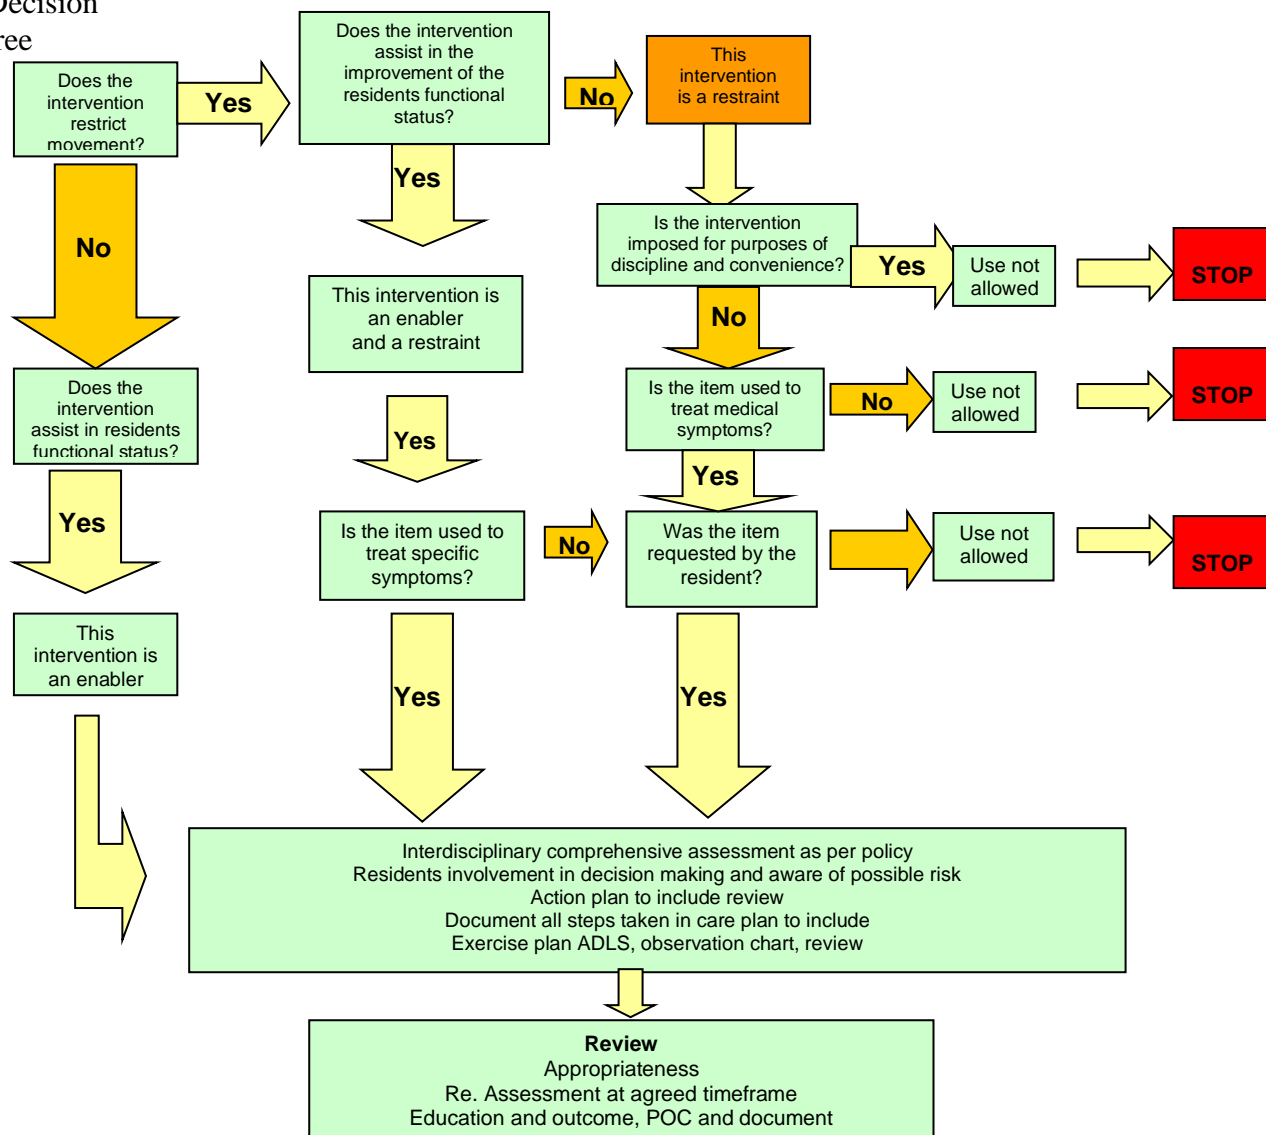 Decision
ree
Does the
intervention
restrict
movement?
Yes
Does the intervention
assist in the
improvement of the
residents functional
status?
No
This
intervention
is a restraint
No
Yes
Is the intervention
imposed for purposes of
discipline and convenience?
Yes
Use not
allowed
STOP
This intervention is
an enabler
and a restraint
No
Does the
intervention
assist in residents
functional status?
Yes
Is the item used to
treat medical
symptoms?
No
Use not
allowed
STOP
Yes
Yes
Is the item used to
treat specific
symptoms?
No
Was the item
requested by the
resident?
Use not
allowed
STOP
This
intervention is
an enabler
Yes
Yes
Interdisciplinary comprehensive assessment as per policy
Residents involvement in decision making and aware of possible risk
Action plan to include review
Document all steps taken in care plan to include
Exercise plan ADLS, observation chart, review
Review
Appropriateness
Re. Assessment at agreed timeframe
Education and outcome, POC and document